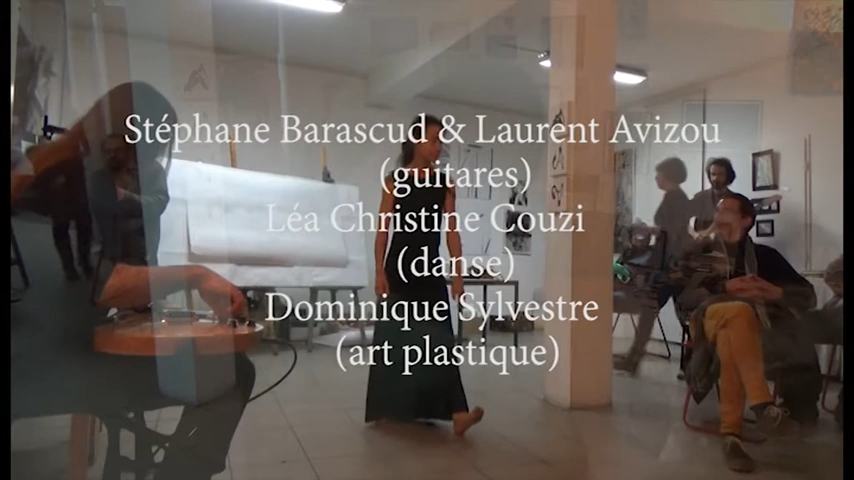 Stéphane Barascud & Laurent Avizou
(guitares)
Léa Christine Couzi
(danse)
Dominique Sylvestre
(art plastique)